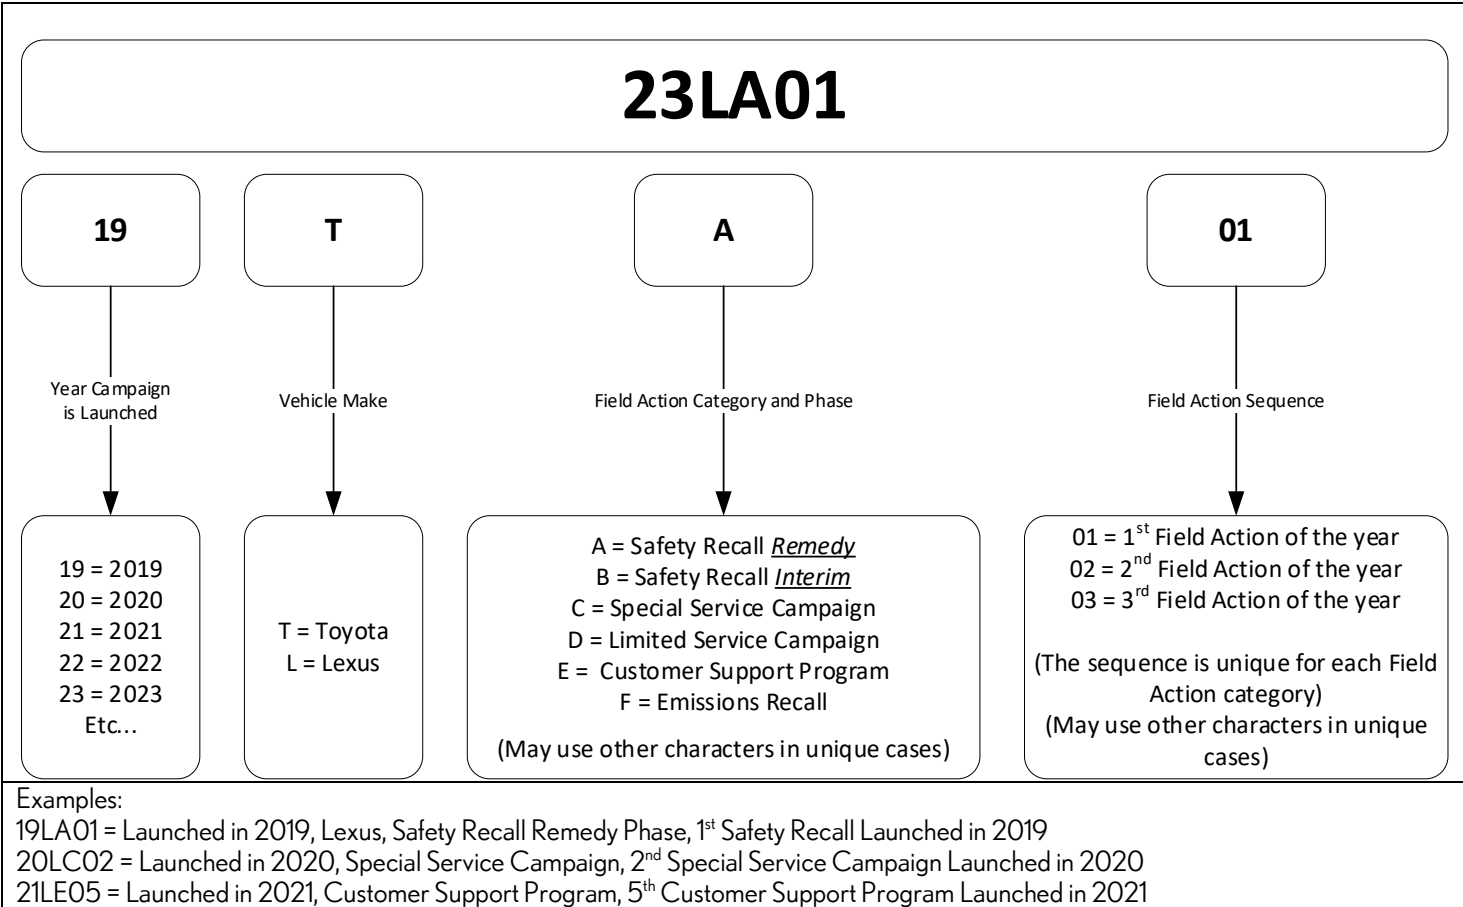 23LA01
19
T
A
01
Year Campaign
is Launched
Vehicle Make
Field Action Category and Phase
Field Action Sequence
19 = 2019
20 = 2020
21 = 2021
22 = 2022
23 = 2023
Etc...
T = Toyota
L = Lexus
A = Safety Recall Remedy
B = Safety Recall Interim
C = Special Service Campaign
D = Limited Service Campaign
E = Customer Support Program
F = Emissions Recall
(May use other characters in unique cases)
01 = 1st Field Action of the year
02 = 2nd Field Action of the year
03 = 3rd Field Action of the year
(The sequence is unique for each Field
Action category)
(May use other characters in unique
cases)
Examples:
19LA01 = Launched in 2019, Lexus, Safety Recall Remedy Phase, 1st Safety Recall Launched in 2019
20LC02 = Launched in 2020, Special Service Campaign, 2nd Special Service Campaign Launched in 2020
21LE05 = Launched in 2021, Customer Support Program, 5th Customer Support Program Launched in 2021